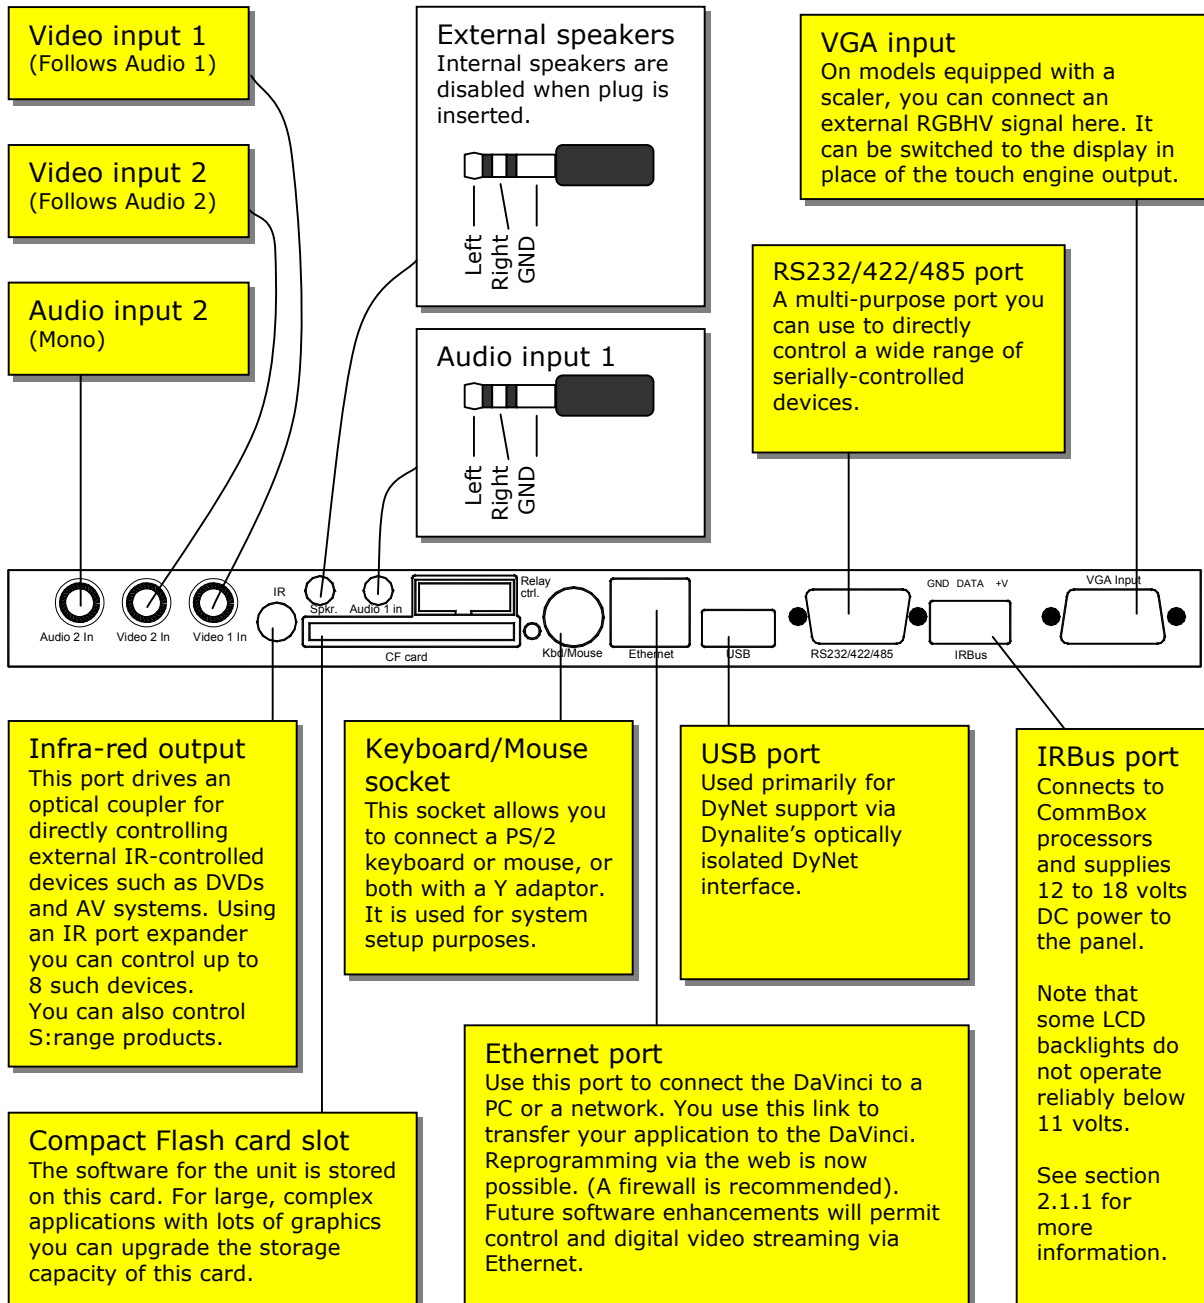 Video input 1
(Follows Audio 1)
Video input 2
(Follows Audio 2)
Audio input 2
(Mono)
External speakers
Internal speakers are
disabled when plug is
inserted.
Left
Right
GND
Audio input 1
Left
Right
GND
VGA input
On models equipped with a
scaler, you can connect an
external RGBHV signal here. It
can be switched to the display in
place of the touch engine output.
RS232/422/485 port
A multi-purpose port you
can use to directly
control a wide range of
serially-controlled
devices.
Audio 2 In
Video 2 In
Video 1 In
IR
Spkr.
Audio 1 in
Relay
ctrl.
CF card
Kbd/Mouse
Ethernet
USB
RS232/422/485
GND DATA +V
IRBus
VGA Input
Infra-red output
This port drives an
optical coupler for
directly controlling
external IR-controlled
devices such as DVDs
and AV systems. Using
an IR port expander
you can control up to
8 such devices.
You can also control
S:range products.
Keyboard/Mouse
socket
This socket allows you
to connect a PS/2
keyboard or mouse, or
both with a Y adaptor.
It is used for system
setup purposes.
USB port
Used primarily for
DyNet support via
Dynalite's optically
isolated DyNet
interface.
IRBus port
Connects to
CommBox
processors
and supplies
12 to 18 volts
DC power to
the panel.
Note that
some LCD
backlights do
not operate
reliably below
11 volts.
See section
2.1.1 for
more
information.
Compact Flash card slot
The software for the unit is stored
on this card. For large, complex
applications with lots of graphics
you can upgrade the storage
capacity of this card.
Ethernet port
Use this port to connect the DaVinci to a
PC or a network. You use this link to
transfer your application to the DaVinci.
Reprogramming via the web is now
possible. (A firewall is recommended).
Future software enhancements will permit
control and digital video streaming via
Ethernet.